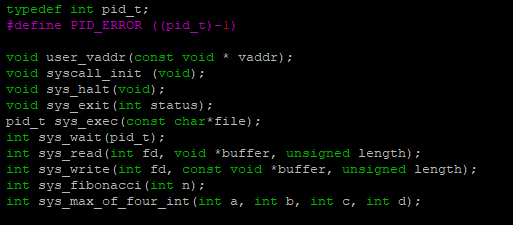 typedef int pid_t;
#define PID_ERROR ((pid_t)-1)
void user_vaddr(const void * vaddr);
void syscall_init (void);
void sys_halt(void);
void sys_exit(int status);
pid_t sys_exec(const char*file);
int sys_wait(pid_t);
int sys_read(int fd, void *buffer, unsigned length);
int sys_write(int fd, const void *buffer, unsigned length);
int sys_fibonacci(int n);
int sys_max_of_four_int(int a, int b, int c, int d);